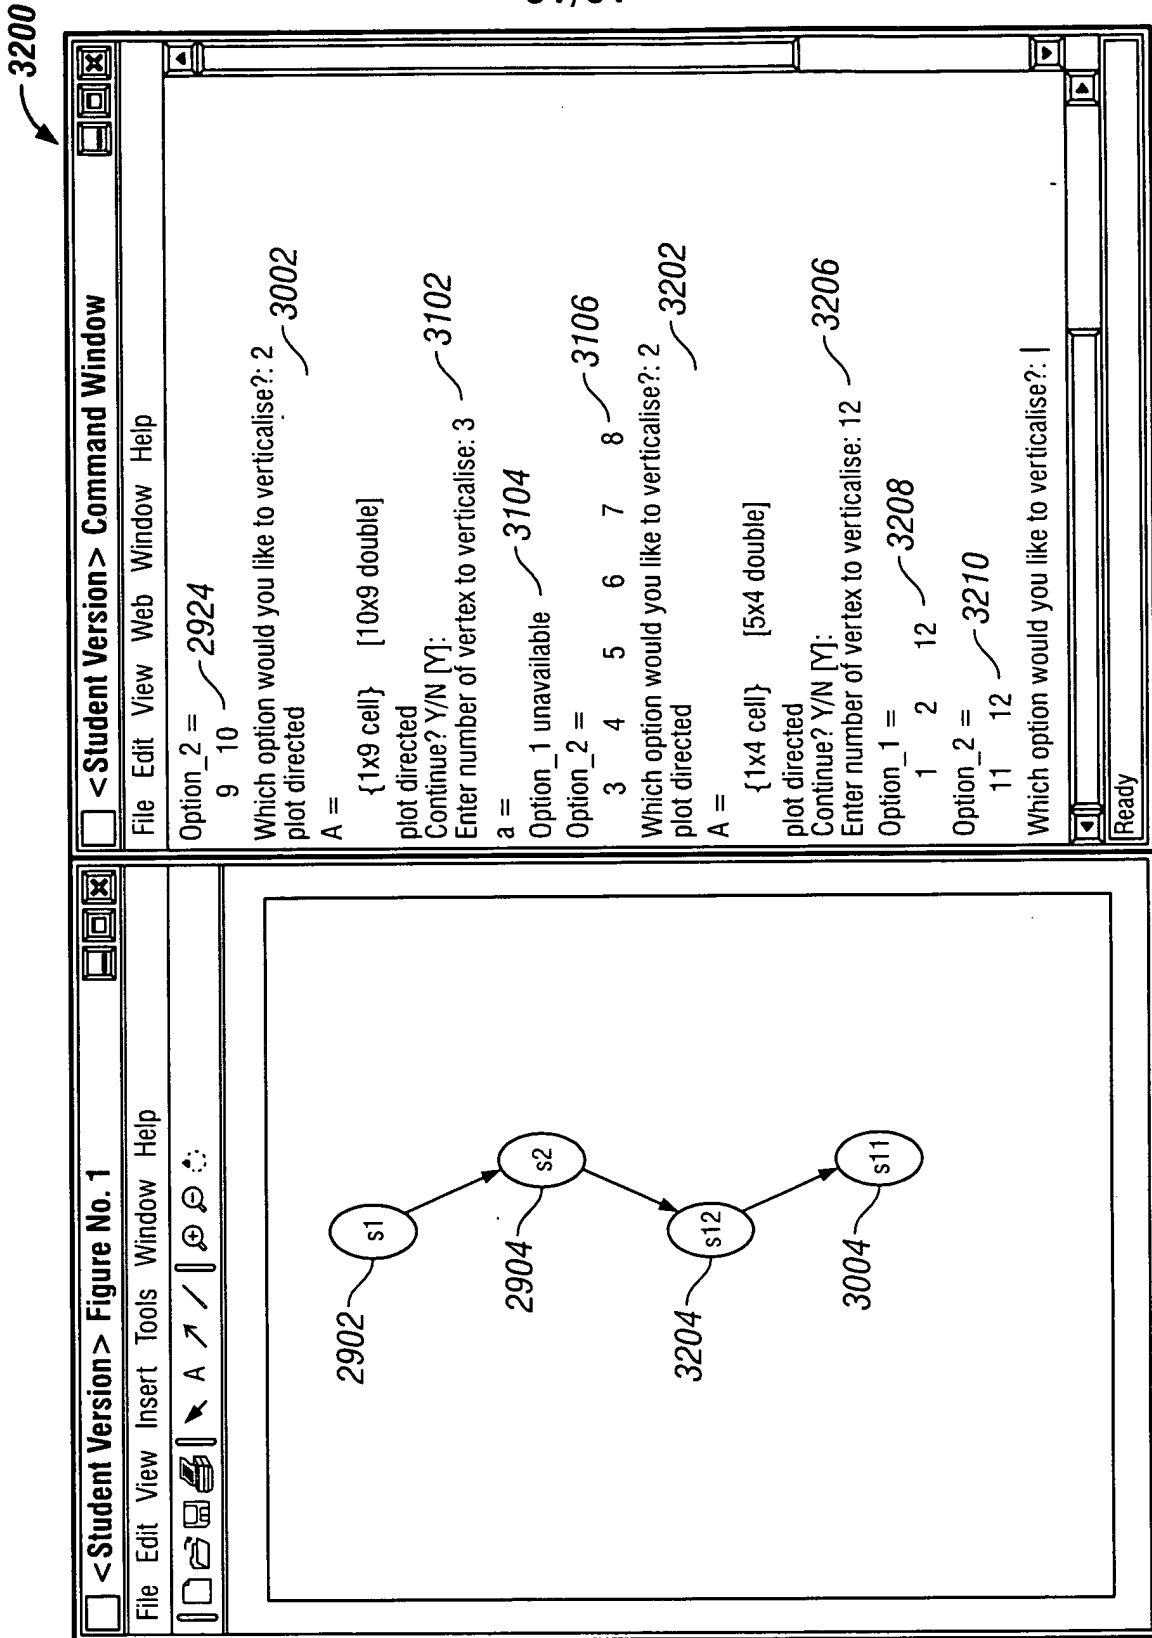 3200
<Student Version> Figure No. 1
File Edit View Insert Tools Window Help
A
s1
2902
s2
2904
s12
3204
s11
3004
<Student Version> Command Window
File Edit View Web Window Help
Option_2 =
9 10 2924
Which option would you like to verticalise?: 2
plot directed 3002
A =
{1x9 cell} [10x9 double]
plot directed
Continue? Y/N [Y]: 3102
Enter number of vertex to verticalise: 3
a =
Option_1 unavailable 3104
Option_2 =
3 4 5 6 7 8 3106
Which option would you like to verticalise?: 2
plot directed 3202
A =
{1x4 cell} [5x4 double]
plot directed
Continue? Y/N [Y]:
Enter number of vertex to verticalise: 12 3206
Option_1 =
1 2 12 3208
Option_2 =
11 12 3210
Which option would you like to verticalise?: |
Ready